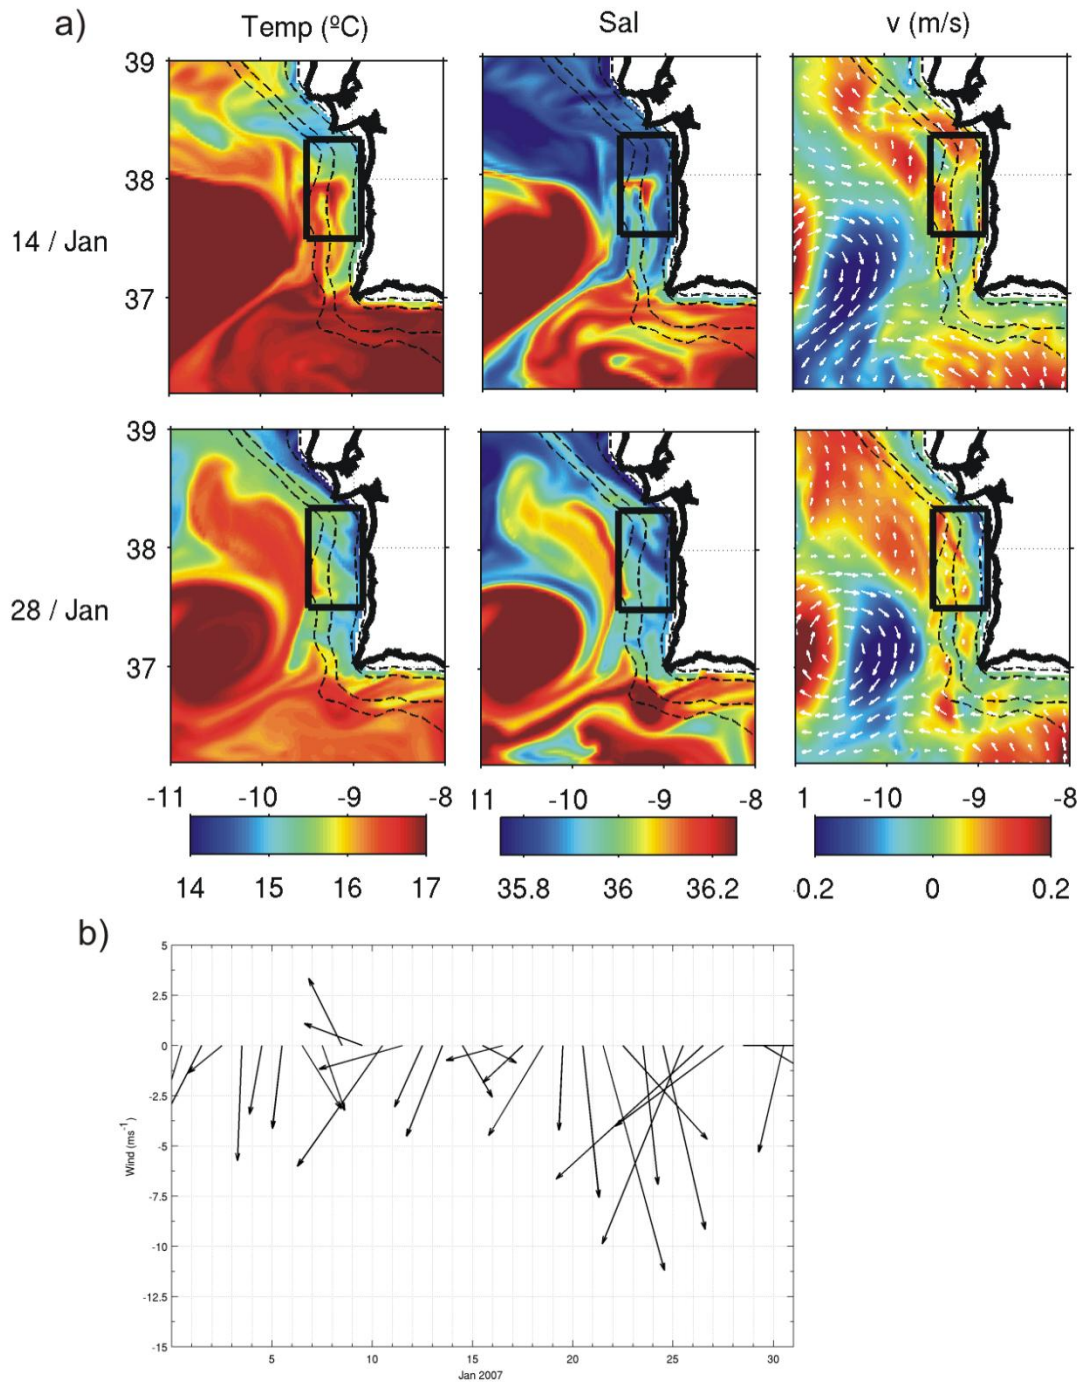 a)
Temp (ºC) Sal v (m/s)
39
38
14 / Jan
37
39
38
28 / Jan
37
-11 -10 -9 -8 11 -10 -9 -8 1 -10 -9 -8
14 15 16 17 35.8 36 36.2 -0.2 0 0.2
b)
5
2.5
0
-2.5
-5
-7.5
-10
-12.5
-15
Wind (ms⁻¹)
5 10 15 20 25 30
Jan 2007